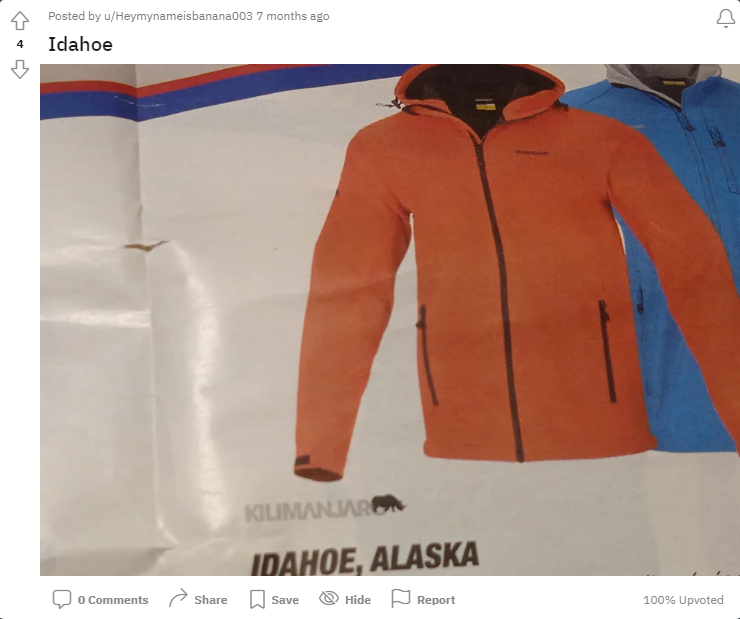 Posted by u/Heymynameisbanana003 7 months ago
4
Idahoe
KILIMANJARO
IDAHOE, ALASKA
0 Comments
Share
Save
Hide
Report
100% Upvoted